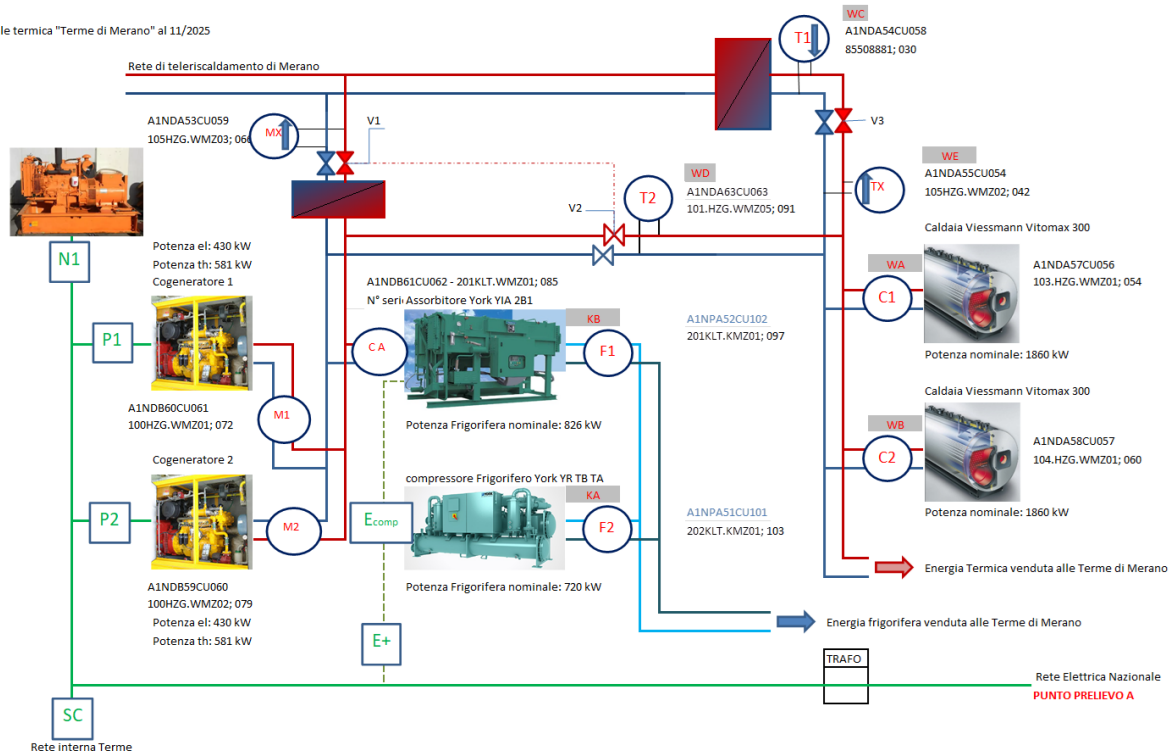 le termica "Terme di Merano" al 11/2025
WC
T1
A1NDA54CU058
85508881; 030
Rete di teleriscaldamento di Merano
A1NDA53CU059
105HZG.WMZ03; 066
MX
V1
V3
WE
A1NDA55CU054
105HZG.WMZ02; 042
TX
WD
T2
A1NDA63CU063
101.HZG.WMZ05; 091
V2
N1
Potenza el: 430 kW
Potenza th: 581 kW
Cogeneratore 1
P1
A1NDB60CU061
100HZG.WMZ01; 072
M1
A1NDB61CU062 - 201KLT.WMZ01; 085
N° seri Assorbitore York YIA 2B1
C A
KB
F1
A1NPA52CU102
201KLT.KMZ01; 097
Potenza Frigorifera nominale: 826 kW
Caldaia Viessmann Vitomax 300
WA
C1
A1NDA57CU056
103.HZG.WMZ01; 054
Potenza nominale: 1860 kW
Caldaia Viessmann Vitomax 300
WB
C2
A1NDA58CU057
104.HZG.WMZ01; 060
Potenza nominale: 1860 kW
Cogeneratore 2
P2
M2
A1NDB59CU060
100HZG.WMZ02; 079
Potenza el: 430 kW
Potenza th: 581 kW
compressore Frigorifero York YR TB TA
Ecomp
KA
F2
A1NPA51CU101
202KLT.KMZ01; 103
Potenza Frigorifera nominale: 720 kW
Energia Termica venduta alle Terme di Merano
Energia frigorifera venduta alle Terme di Merano
E+
TRAFO
Rete Elettrica Nazionale
PUNTO PRELIEVO A
SC
Rete interna Terme